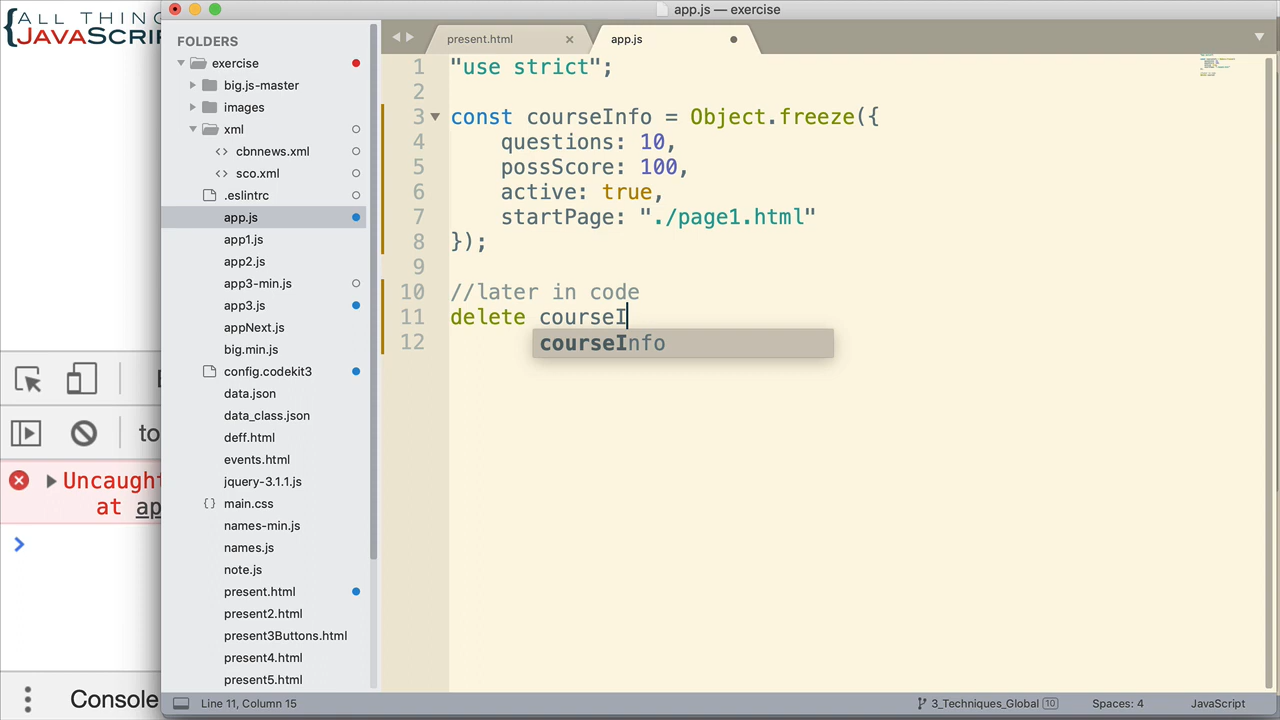 {ALL THING
JAVASCRI
app.js — exercise
FOLDERS
exercise
big.js-master
images
xml
<> cbnnews.xml
<> sco.xml
.eslintrc
app.js
app1.js
app2.js
app3-min.js
app3.js
appNext.js
big.min.js
config.codekit3
data.json
data_class.json
deff.html
events.html
jquery-3.1.1.js
{} main.css
names-min.js
names.js
note.js
present.html
present2.html
present3Buttons.html
present4.html
present5.html
present.html ×
app.js
1 "use strict";
2
3 const courseInfo = Object.freeze({
4 questions: 10,
5 possScore: 100,
6 active: true,
7 startPage: "./page1.html"
8 });
9
10 //later in code
11 delete courseI
courseInfo
12
to
Uncaught
at ap
Console
Line 11, Column 15
3_Techniques_Global 10
Spaces: 4
JavaScript